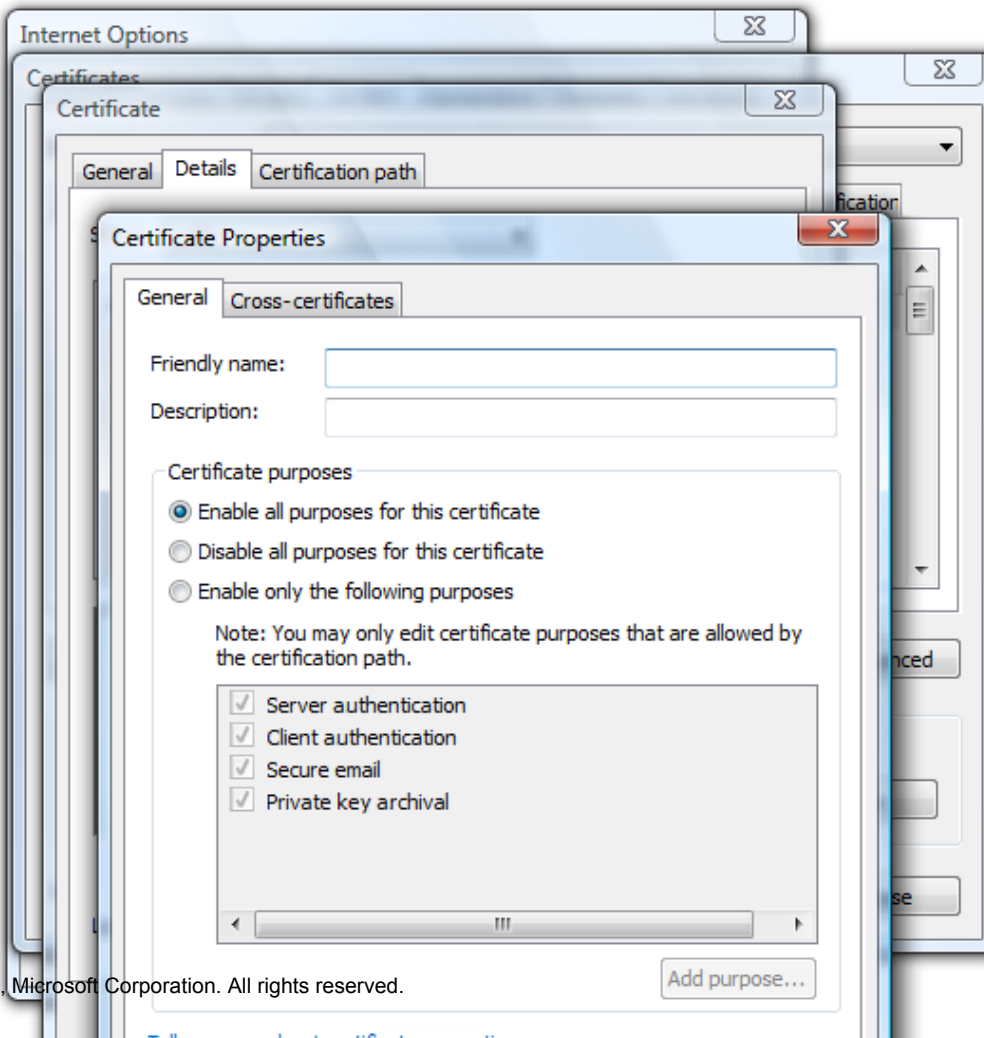 Internet Options
Certificates
Certificate
General Details Certification path
Certificate Properties
General Cross-certificates
Friendly name:
Description:
Certificate purposes
Enable all purposes for this certificate
Disable all purposes for this certificate
Enable only the following purposes
Note: You may only edit certificate purposes that are allowed by
the certification path.
Server authentication
Client authentication
Secure email
Private key archival
Add purpose...
, Microsoft Corporation. All rights reserved.